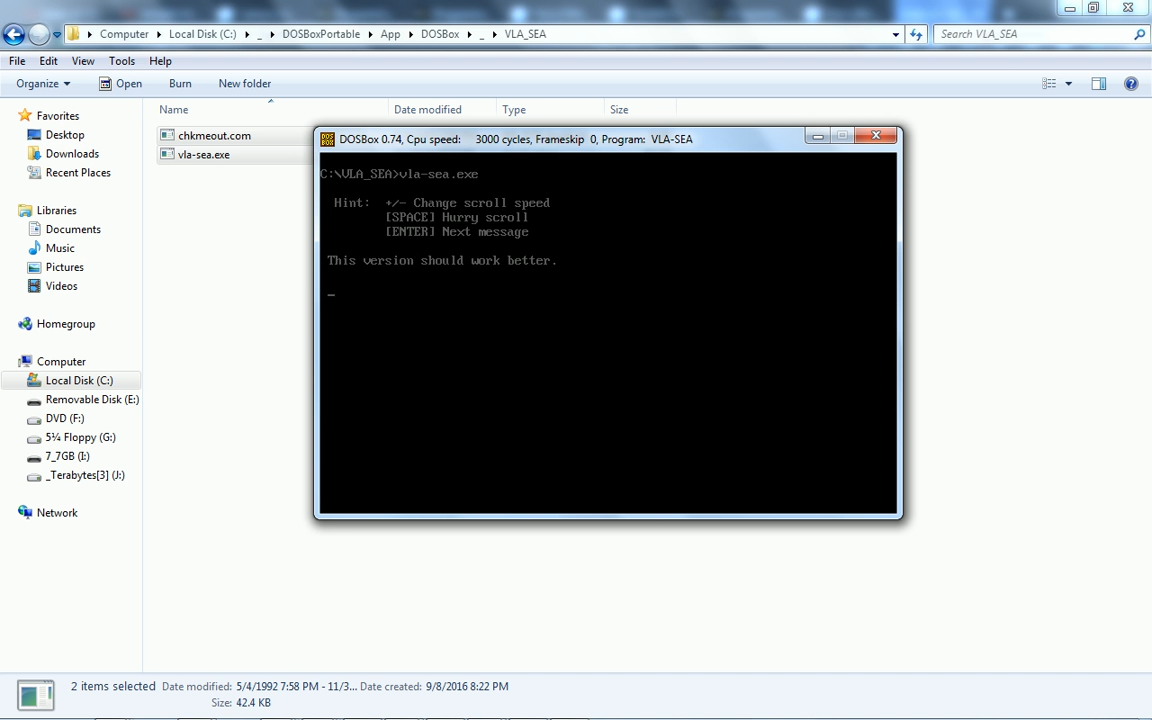 Computer Local Disk (C:) _ DOSBoxPortable App DOSBox _ VLA_SEA
Search VLA_SEA
File Edit View Tools Help
Organize Open Burn New folder
Name Date modified Type Size
Favorites
Desktop
Downloads
Recent Places
Libraries
Documents
Music
Pictures
Videos
Homegroup
Computer
Local Disk (C:)
Removable Disk (E:)
DVD (F:)
5¼ Floppy (G:)
7_7GB (I:)
_Terabytes[3] (J:)
Network
chkmeout.com
vla-sea.exe
DOSBox 0.74, Cpu speed: 3000 cycles, Frameskip 0, Program: VLA-SEA
C:\VLA_SEA>vla-sea.exe
Hint: +/- Change scroll speed
[SPACE] Hurry scroll
[ENTER] Next message
This version should work better.
_
2 items selected Date modified: 5/4/1992 7:58 PM - 11/3... Date created: 9/8/2016 8:22 PM
Size: 42.4 KB